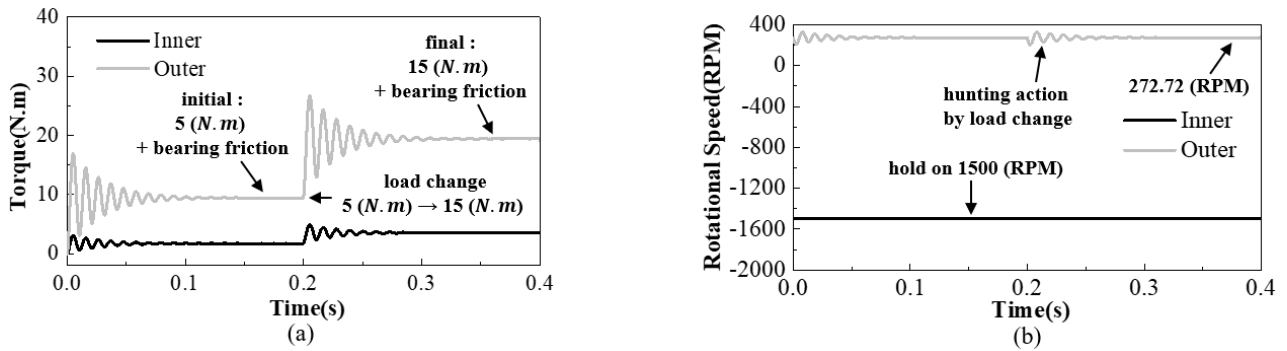 40
30
20
10
0
Torque(N.m)
Inner
Outer
initial :
5 (N.m)
+ bearing friction
final :
15 (N.m)
+ bearing friction
load change
5 (N.m) → 15 (N.m)
0.0 0.1 0.2 0.3 0.4
Time(s)
(a)
400
0
-400
-800
-1200
-1600
-2000
Rotational Speed(RPM)
hunting action
by load change
272.72 (RPM)
Inner
Outer
hold on 1500 (RPM)
0.0 0.1 0.2 0.3 0.4
Time(s)
(b)